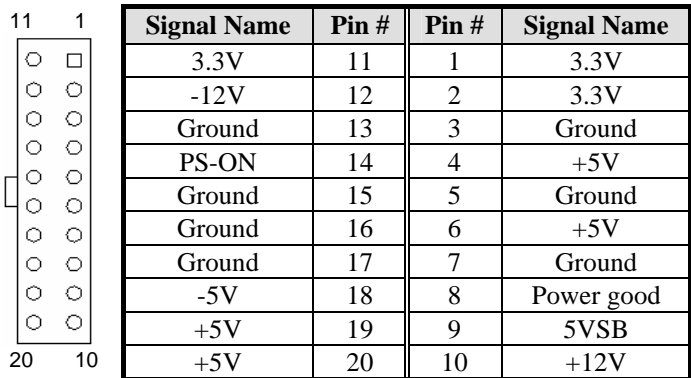 11 1
20 10
Signal Name Pin # Pin # Signal Name
3.3V 11 1 3.3V
-12V 12 2 3.3V
Ground 13 3 Ground
PS-ON 14 4 +5V
Ground 15 5 Ground
Ground 16 6 +5V
Ground 17 7 Ground
-5V 18 8 Power good
+5V 19 9 5VSB
+5V 20 10 +12V